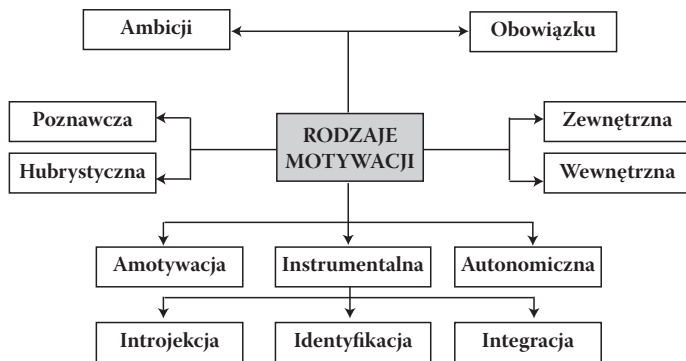 Ambicji
Obowiązku
Poznawcza
RODZAJE
MOTYWACJI
Zewnętrzna
Hubrystyczna
Wewnętrzna
Amotywacja
Instrumentalna
Autonomiczna
Introjekcja
Identyfikacja
Integracja